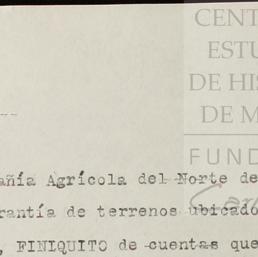 CENT
ESTU
DE HIS
DE M
FUND
Car
añía Agrícola del Norte de
rantía de terrenos ubicado
, FINIQUITO de cuentas que